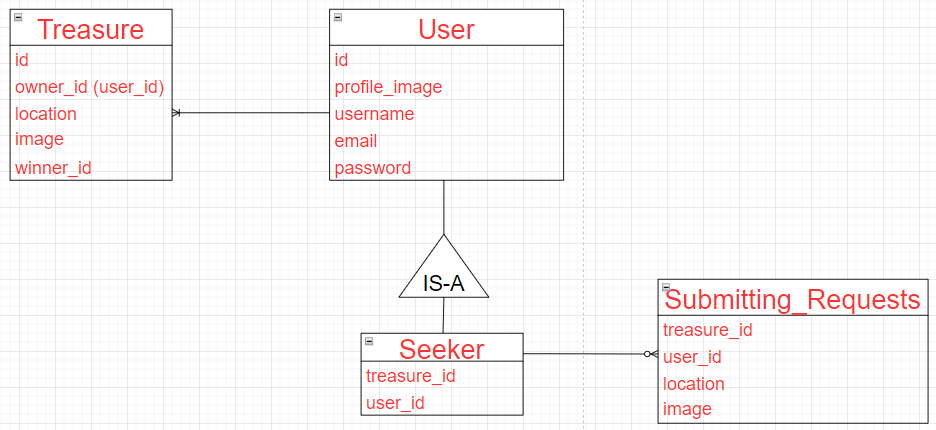 Treasure
id
owner_id (user_id)
location
image
winner_id
User
id
profile_image
username
email
password
IS-A
Seeker
treasure_id
user_id
Submitting_Requests
treasure_id
user_id
location
image